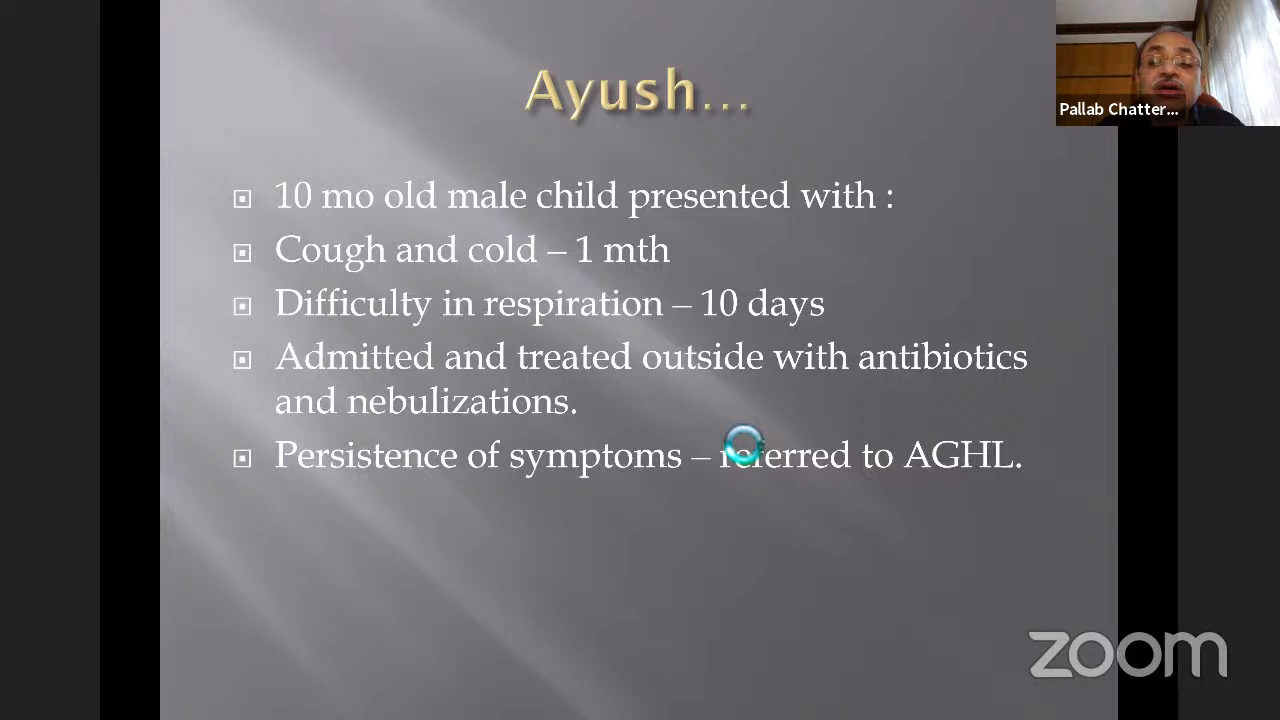 Ayush...
Pallab Chatter...
10 mo old male child presented with :
Cough and cold – 1 mth
Difficulty in respiration – 10 days
Admitted and treated outside with antibiotics
and nebulizations.
Persistence of symptoms – referred to AGHL.
zoom